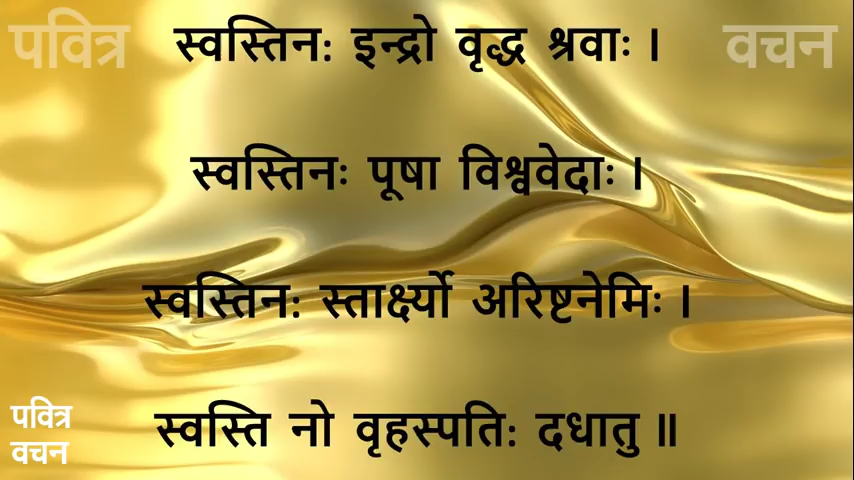 पवित्र
स्वस्तिन: इन्द्रो वृद्ध श्रवाः ।
वचन
स्वस्तिनः पूषा विश्ववेदाः ।
स्वस्तिन: स्तार्क्ष्यो अरिष्टनेमिः ।
पवित्र
वचन
स्वस्ति नो वृहस्पति: दधातु ॥